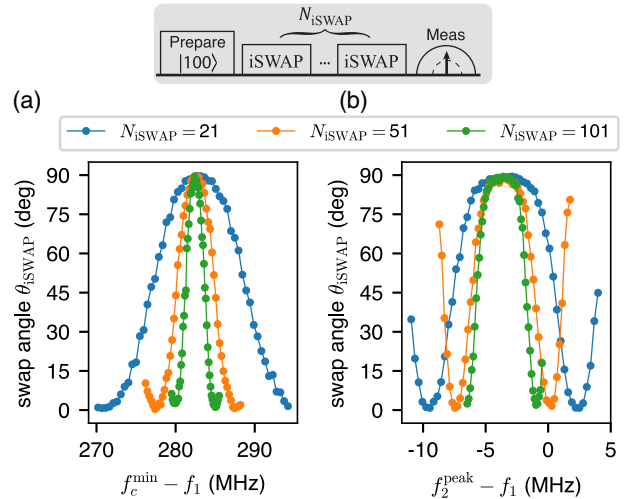 N_iSWAP
Prepare
|100⟩
iSWAP
...
iSWAP
Meas
(a)
(b)
N_iSWAP = 21
N_iSWAP = 51
N_iSWAP = 101
swap angle θ_iSWAP (deg)
90
75
60
45
30
15
0
270
280
290
f_c^min − f_1 (MHz)
swap angle θ_iSWAP (deg)
90
75
60
45
30
15
0
-10
-5
0
5
f_2^peak − f_1 (MHz)